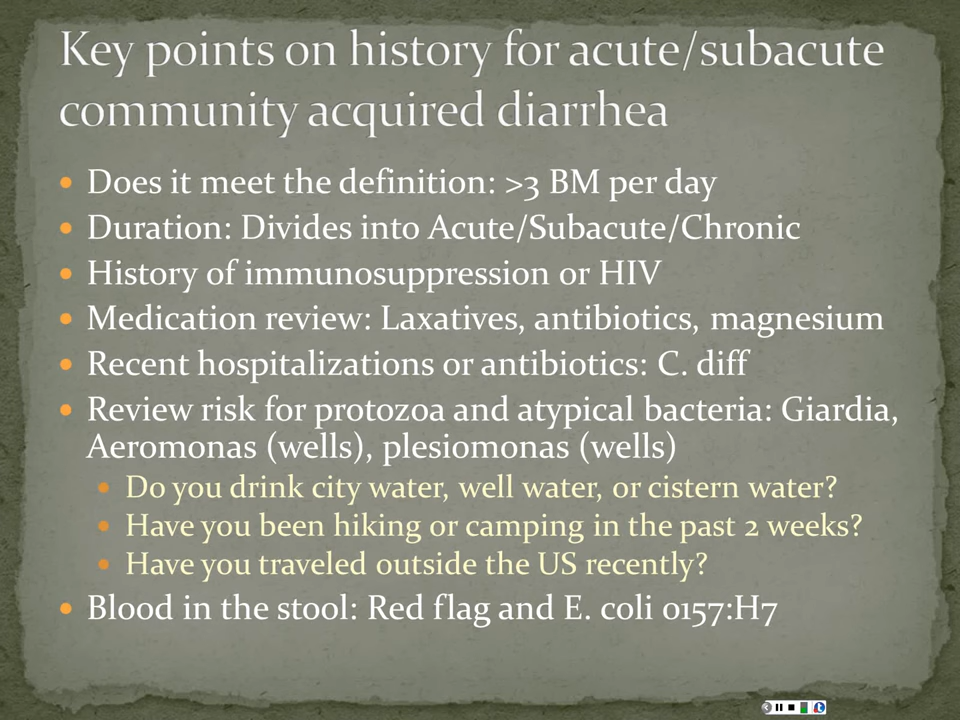 Key points on history for acute/subacute
community acquired diarrhea
• Does it meet the definition: >3 BM per day
• Duration: Divides into Acute/Subacute/Chronic
• History of immunosuppression or HIV
• Medication review: Laxatives, antibiotics, magnesium
• Recent hospitalizations or antibiotics: C. diff
• Review risk for protozoa and atypical bacteria: Giardia,
Aeromonas (wells), plesiomonas (wells)
• Do you drink city water, well water, or cistern water?
• Have you been hiking or camping in the past 2 weeks?
• Have you traveled outside the US recently?
• Blood in the stool: Red flag and E. coli 0157:H7